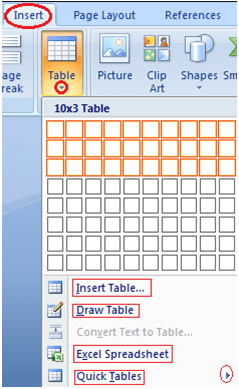 Insert Page Layout References
age Table Picture Clip Shapes Sm
reak Art
10x3 Table
Insert Table...
Draw Table
Convert Text to Table...
Excel Spreadsheet
Quick Tables